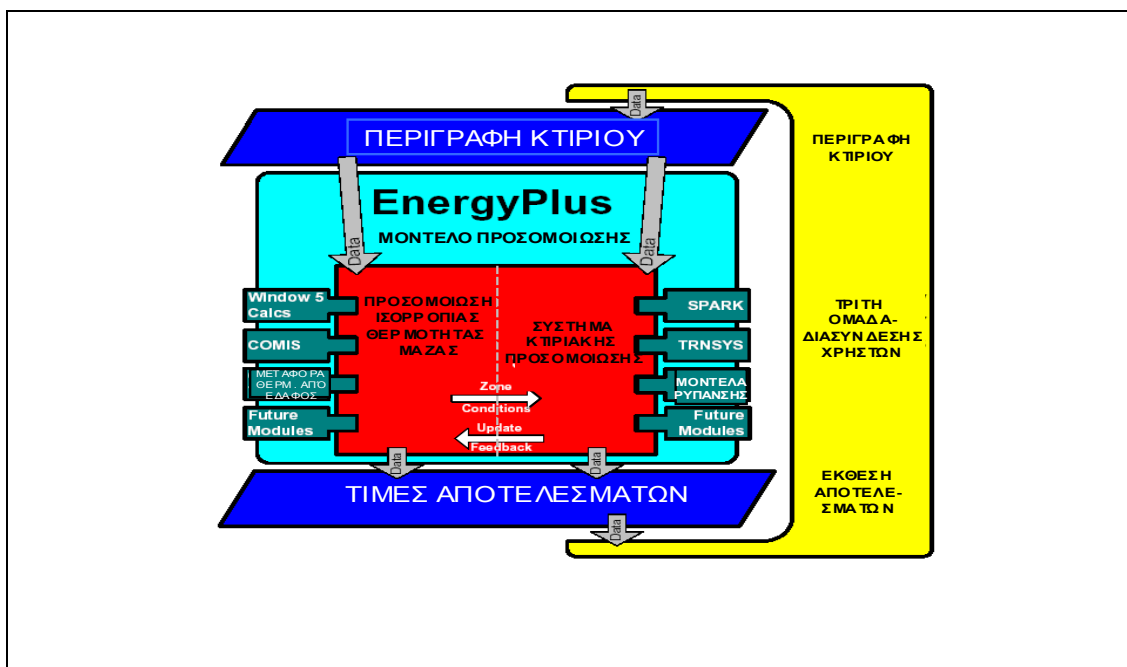 Data
ΠΕΡΙΓΡΑΦΗ ΚΤΙΡΙΟΥ
Data
Data
EnergyPlus
ΜΟΝΤΕΛΟ ΠΡΟΣΟΜΟΙΩΣΗΣ
Window 5
Calcs
COMIS
ΜΕΤΑΦΟΡΑ
ΘΕΡΜ. ΑΠΟ
ΕΔΑΦΟΣ
Future
Modules
ΠΡΟΣΟΜΟΙΩΣΗ
ΙΣΟΡΡΟΠΙΑΣ
ΘΕΡΜΟΤΗΤΑΣ
ΜΑΖΑΣ
ΣΥΣΤΗΜΑ
ΚΤΙΡΙΑΚΗΣ
ΠΡΟΣΟΜΟΙΩΣΗΣ
Zone
Conditions
Update
Feedback
SPARK
TRNSYS
ΜΟΝΤΕΛΑ
ΡΥΠΑΝΣΗΣ
Future
Modules
Data
Data
ΤΙΜΕΣ ΑΠΟΤΕΛΕΣΜΑΤΩΝ
Data
ΠΕΡΙΓΡΑΦΗ
ΚΤΙΡΙΟΥ
ΤΡΙΤΗ
ΟΜΑΔΑ-
ΔΙΑΣΥΝΔΕΣΗΣ
ΧΡΗΣΤΩΝ
ΕΚΘΕΣΗ
ΑΠΟΤΕΛΕ-
ΣΜΑΤΩΝ